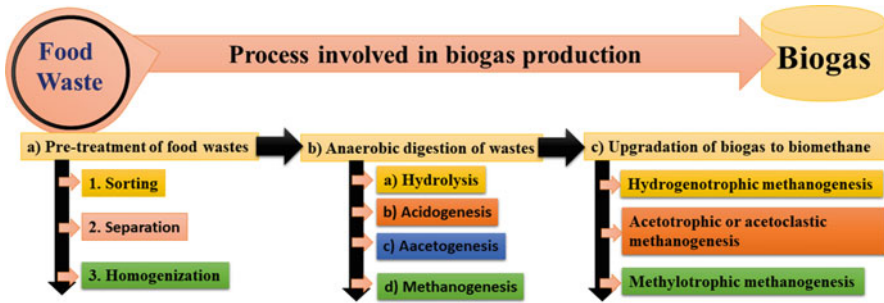 Food
Waste
Process involved in biogas production
Biogas
a) Pre-treatment of food wastes
1. Sorting
2. Separation
3. Homogenization
b) Anaerobic digestion of wastes
a) Hydrolysis
b) Acidogenesis
c) Aacetogenesis
d) Methanogenesis
c) Upgradation of biogas to biomethane
Hydrogenotrophic methanogenesis
Acetotrophic or acetoclastic
methanogenesis
Methylotrophic methanogenesis